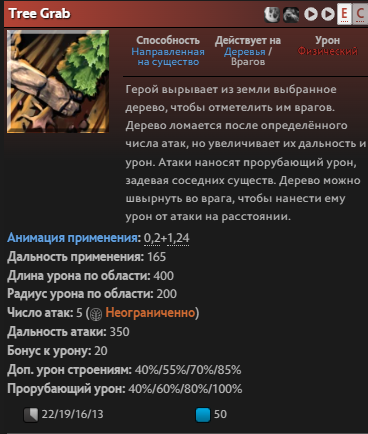 Tree Grab
E C
Способность Действует на Урон
Направленная Деревья / Физический
на существо Врагов
Герой вырывает из земли выбранное
дерево, чтобы отметелить им врагов.
Дерево ломается после определённого
числа атак, но увеличивает их дальность и
урон. Атаки наносят прорубающий урон,
задевая соседних существ. Дерево можно
швырнуть во врага, чтобы нанести ему
урон от атаки на расстоянии.
Анимация применения: 0,2+1,24
Дальность применения: 165
Длина урона по области: 400
Радиус урона по области: 200
Число атак: 5 ( Неограниченно)
Дальность атаки: 350
Бонус к урону: 20
Доп. урон строениям: 40%/55%/70%/85%
Прорубающий урон: 40%/60%/80%/100%
22/19/16/13 50